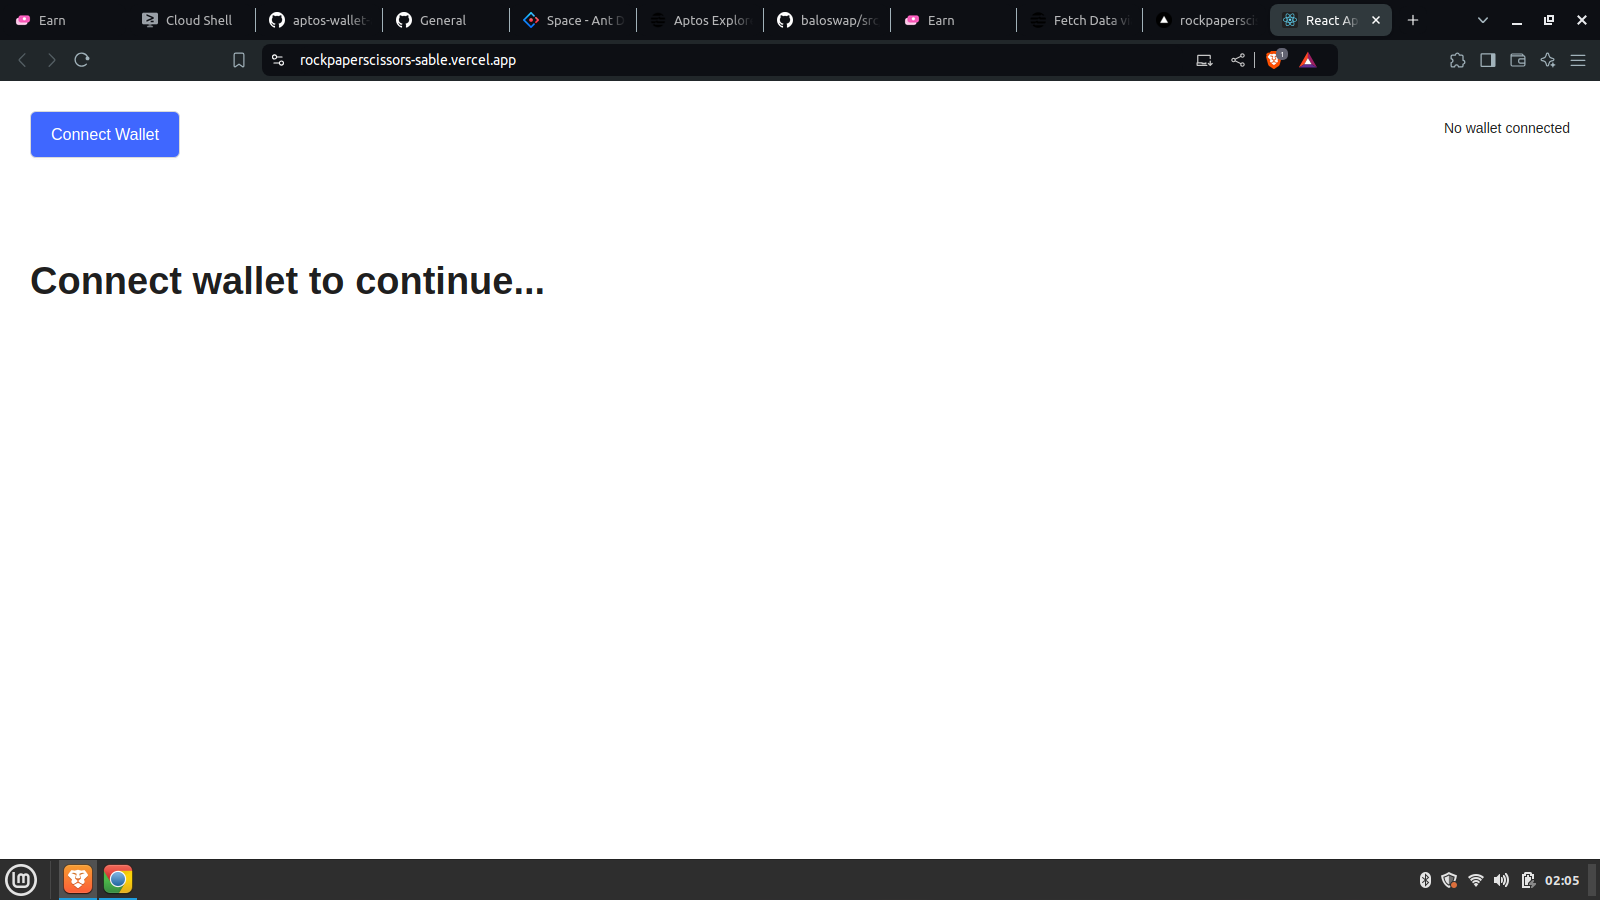 Earn
Cloud Shell
aptos-wallet-
General
Space - Ant D
Aptos Explor
baloswap/src
Earn
Fetch Data vi
rockpapersci
React Ap
rockpaperscissors-sable.vercel.app
1
Connect Wallet
No wallet connected
Connect wallet to continue...
02:05